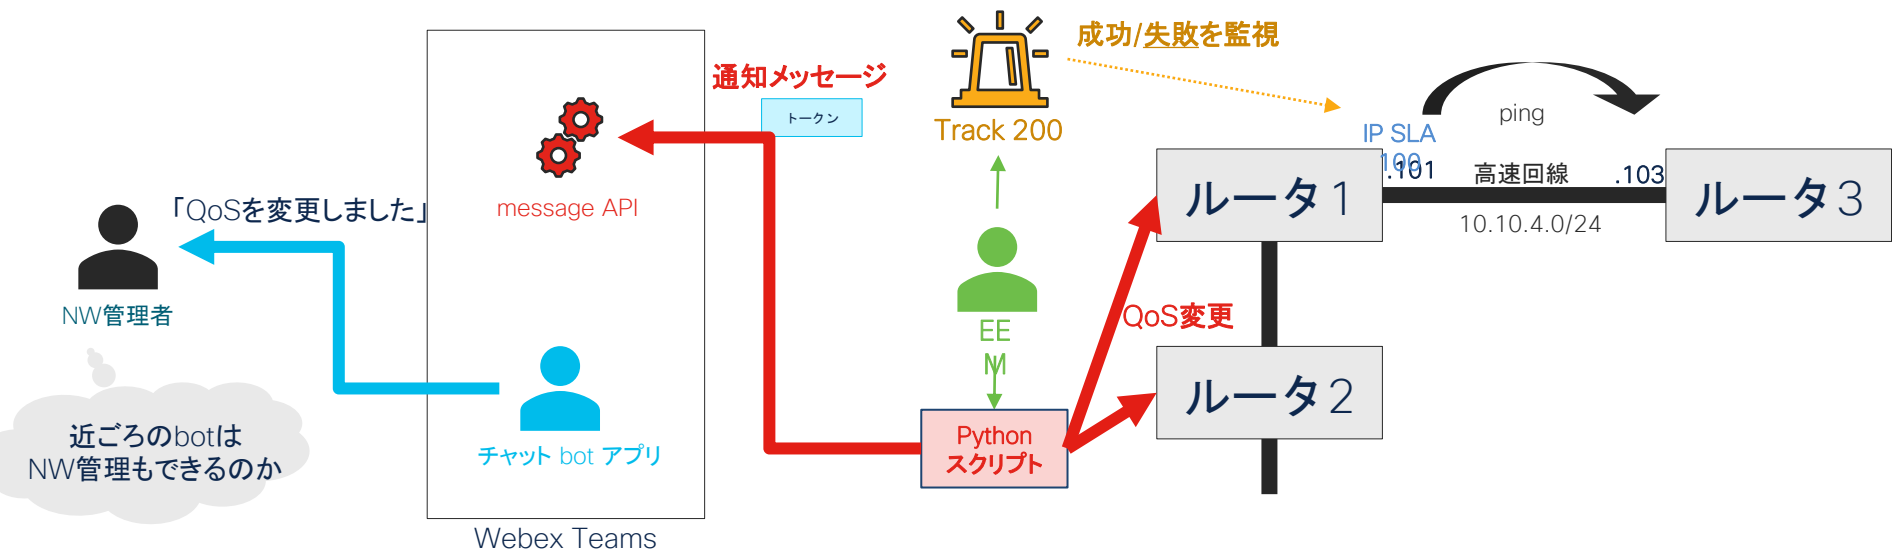 成功/失敗を監視
通知メッセージ
トークン
Track 200
ping
IP SLA
100
.101
高速回線
.103
ルータ1
ルータ3
10.10.4.0/24
message API
「QoSを変更しました」
NW管理者
QoS変更
EE
M
ルータ2
近ごろのbotは
NW管理もできるのか
チャット bot アプリ
Python
スクリプト
Webex Teams